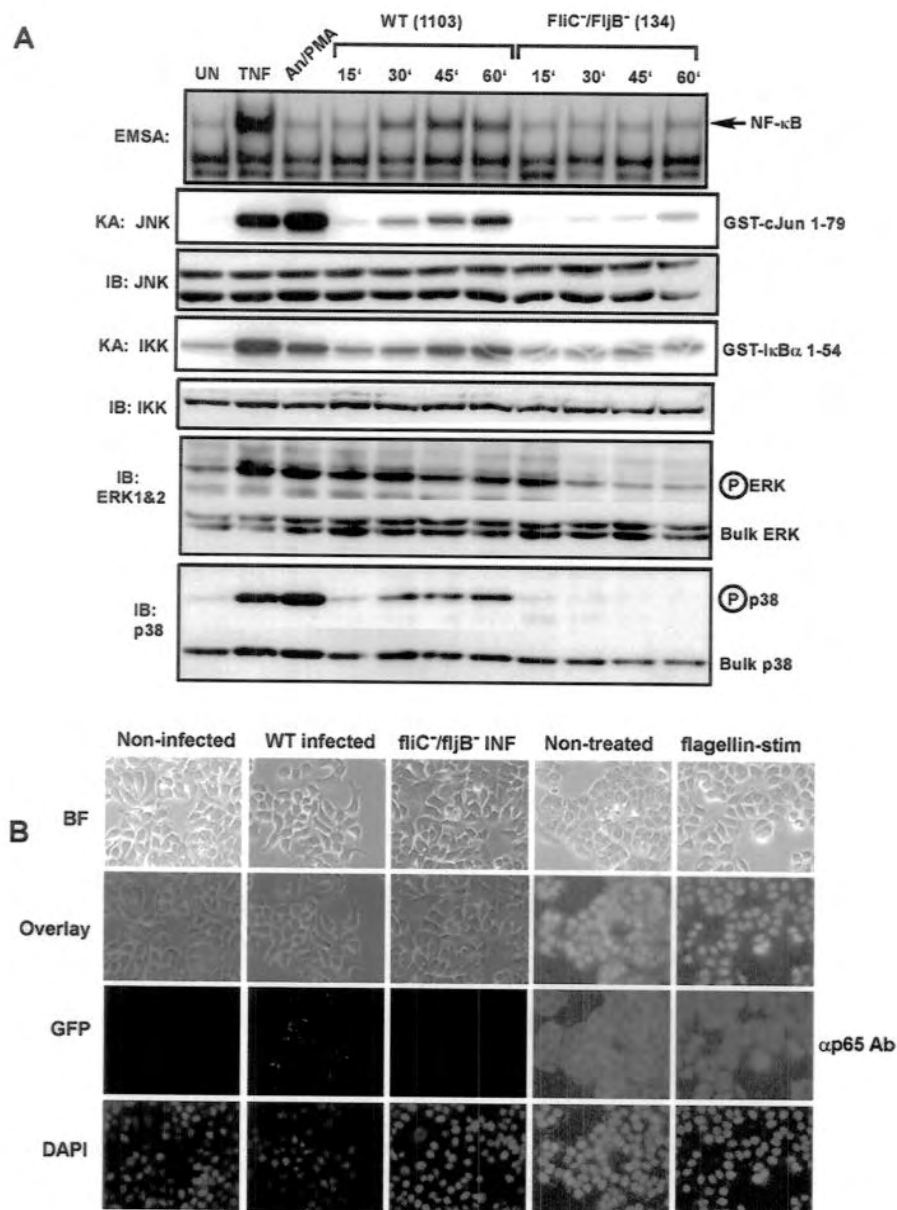 A
WT (1103)
FliC⁻/FljB⁻ (134)
UN TNF An/PMA 15' 30' 45' 60' 15' 30' 45' 60'
EMSA: NF-κB
KA: JNK GST-cJun 1-79
IB: JNK
KA: IKK GST-IκBα 1-54
IB: IKK
IB: ERK1&2
P ERK
Bulk ERK
IB: p38
P p38
Bulk p38
B
Non-infected WT infected fliC⁻/fljB⁻ INF Non-treated flagellin-stim
BF
Overlay
GFP αp65 Ab
DAPI